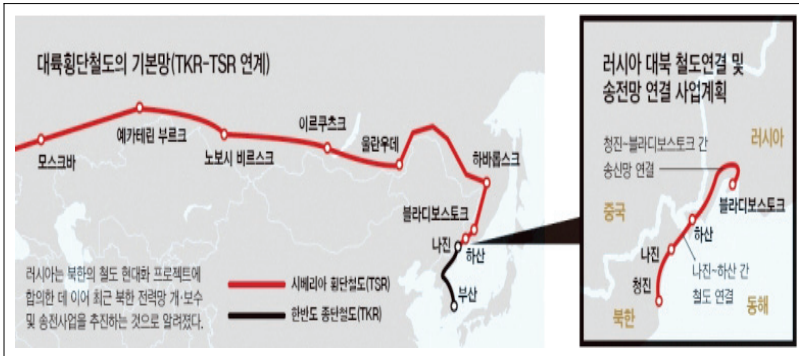 대륙횡단철도의 기본망(TKR-TSR 연계)
모스크바
예카테린 부르크
노보시 비르스크
이르쿠츠크
울란우데
하바롭스크
블라디보스토크
나진
하산
부산
러시아는 북한의 철도 현대화 프로젝트에
합의한 데 이어 최근 북한 전력망 개·보수
및 송전사업을 추진하는 것으로 알려졌다.
시베리아 횡단철도(TSR)
한반도 종단철도(TKR)
러시아 대북 철도연결 및
송전망 연결 사업계획
청진~블라디보스토크 간
송신망 연결
러시아
중국
블라디보스토크
하산
나진
청진
나진~하산 간
철도 연결
북한
동해